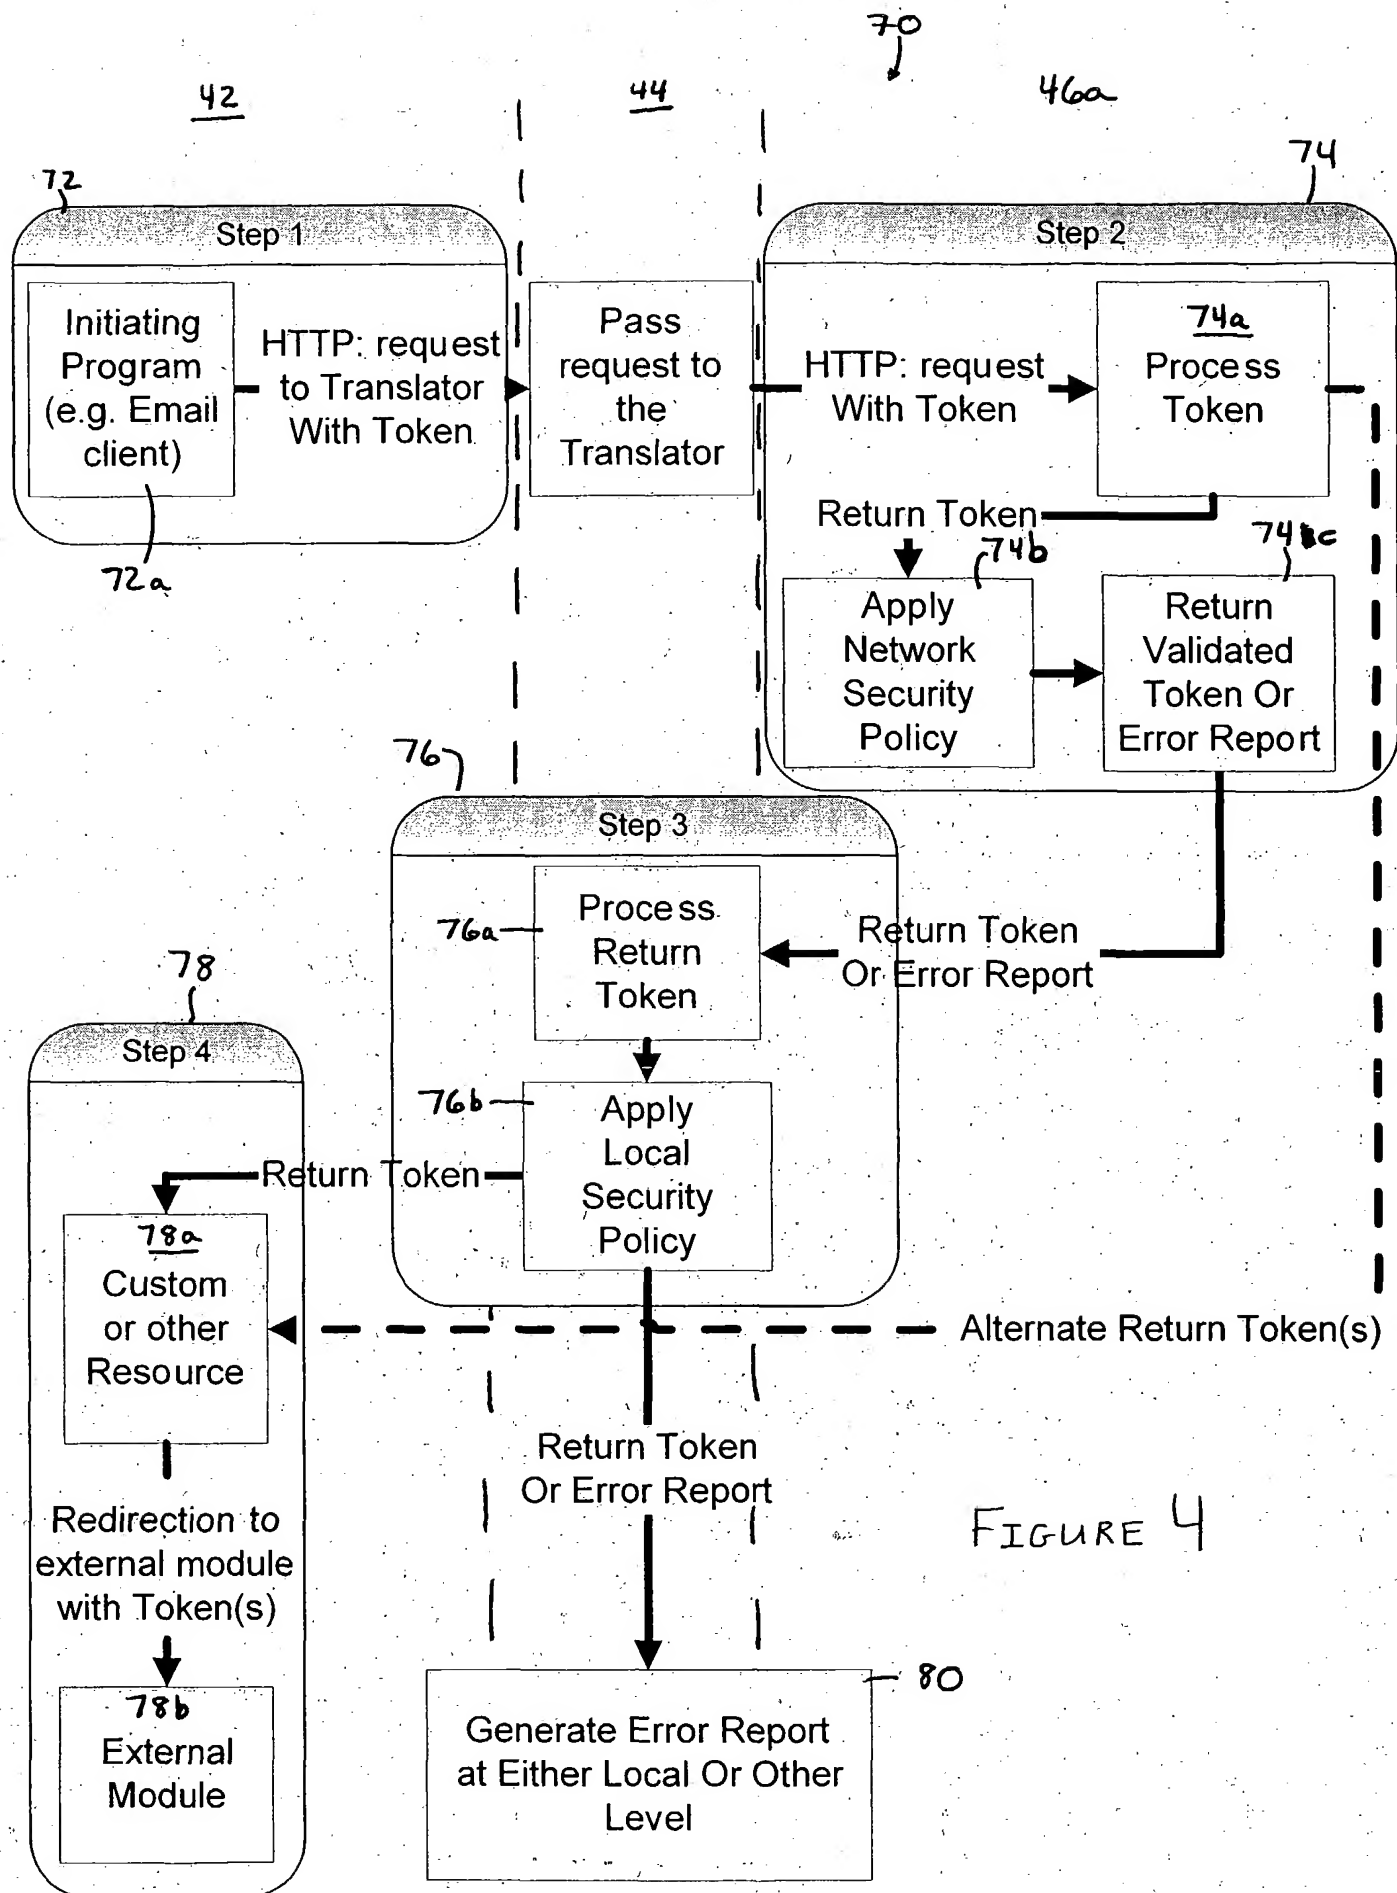 70
42
44
46a
72
74
Step 1
Step 2
Initiating
Program
(e.g. Email
client)
HTTP: request
to Translator
With Token
Pass
request to
the
Translator
HTTP: request
With Token
74a
Process
Token
72a
Return Token
74b
74c
Apply
Network
Security
Policy
Return
Validated
Token Or
Error Report
76
Step 3
76a
Process
Return
Token
Return Token
Or Error Report
78
Step 4
76b
Apply
Local
Security
Policy
Return Token
78a
Custom
or other
Resource
Alternate Return Token(s)
Return Token
Or Error Report
Redirection to
external module
with Token(s)
FIGURE 4
78b
External
Module
80
Generate Error Report
at Either Local Or Other
Level